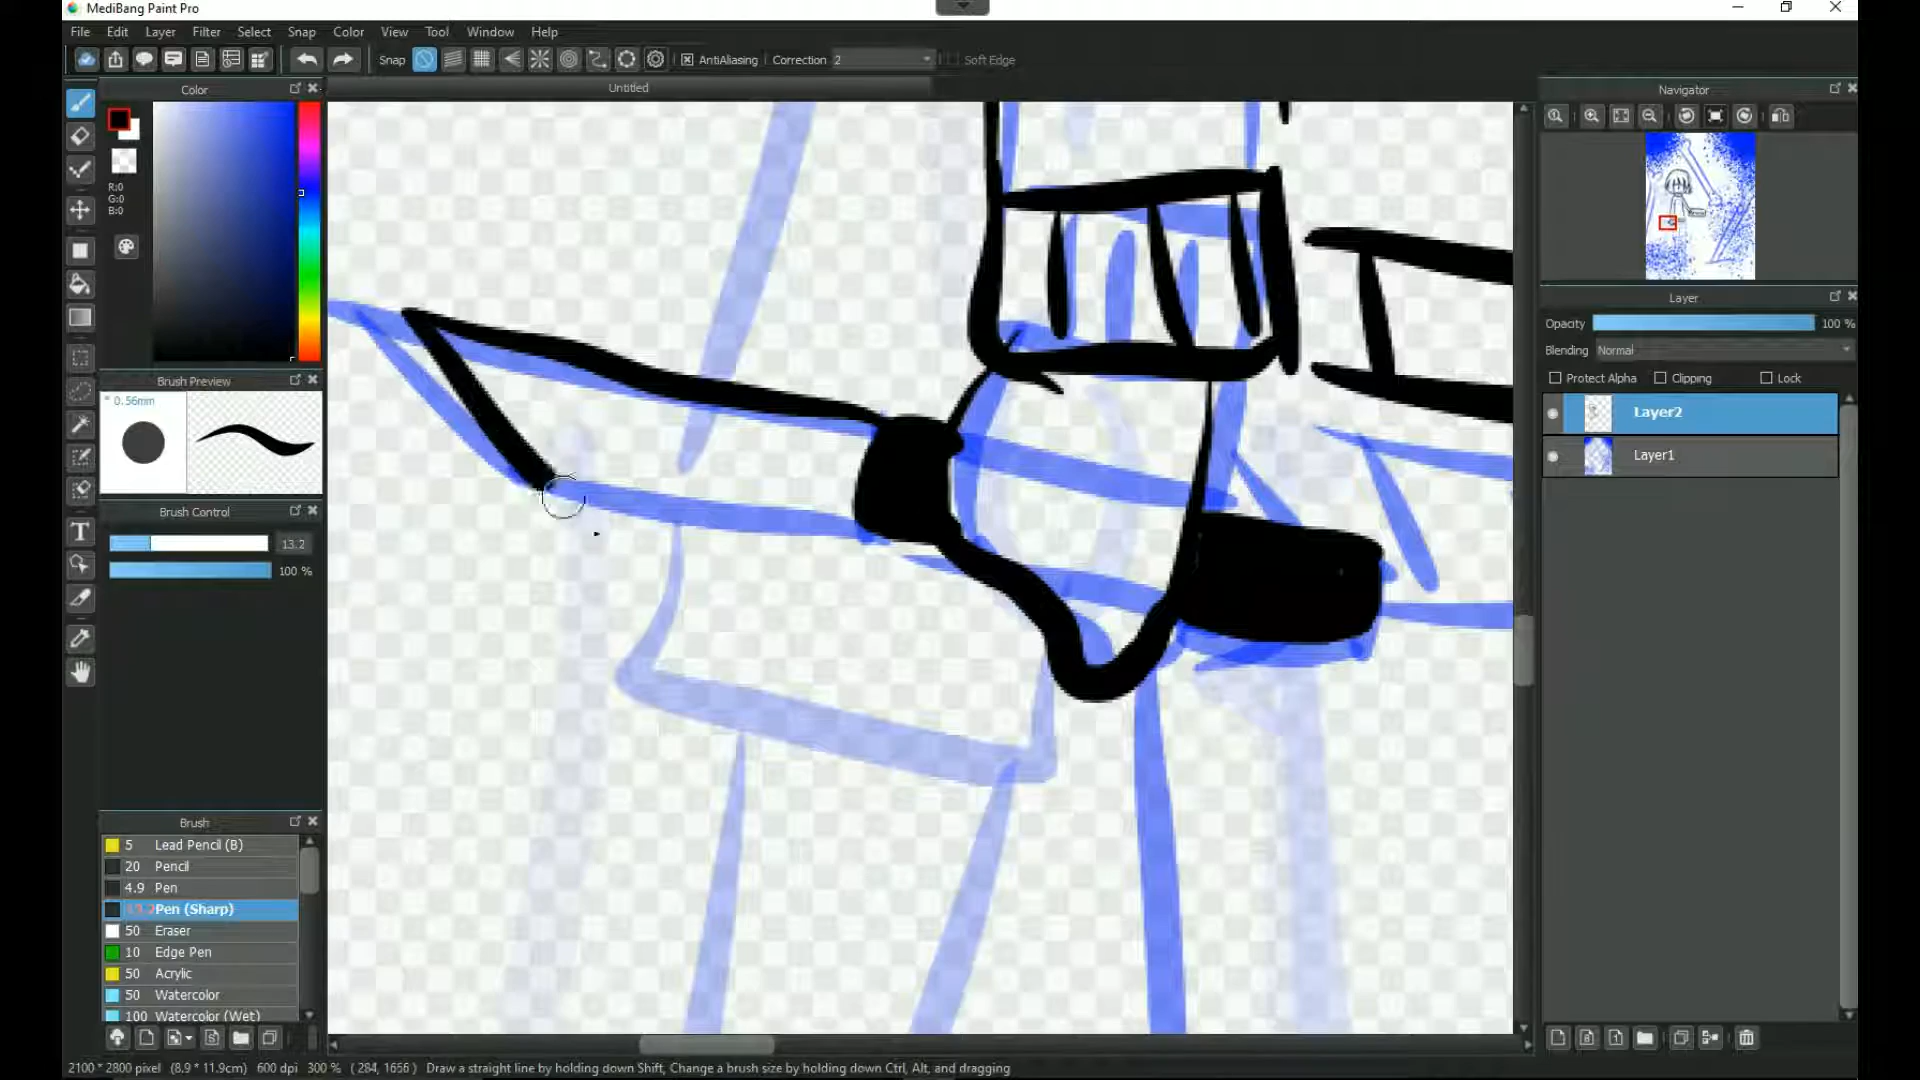 MediBang Paint Pro
File Edit Layer Filter Select Snap Color View Tool Window Help
Snap AntiAliasing Correction 2 Soft Edge
Color
Untitled
Navigator
R:0
G:0
B:0
Layer
Opacity 100 %
Blending Normal
Protect Alpha Clipping Lock
Layer2
Layer1
Brush Preview
* 0.56mm
Brush Control
13.2
100 %
T
Brush
5 Lead Pencil (B)
20 Pencil
4.9 Pen
13.2 Pen (Sharp)
50 Eraser
10 Edge Pen
50 Acrylic
50 Watercolor
100 Watercolor (Wet)
2100 * 2800 pixel (8.9 * 11.9cm) 600 dpi 300 % ( 284, 1656 ) Draw a straight line by holding down Shift, Change a brush size by holding down Ctrl, Alt, and dragging